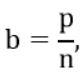 b = p/n,